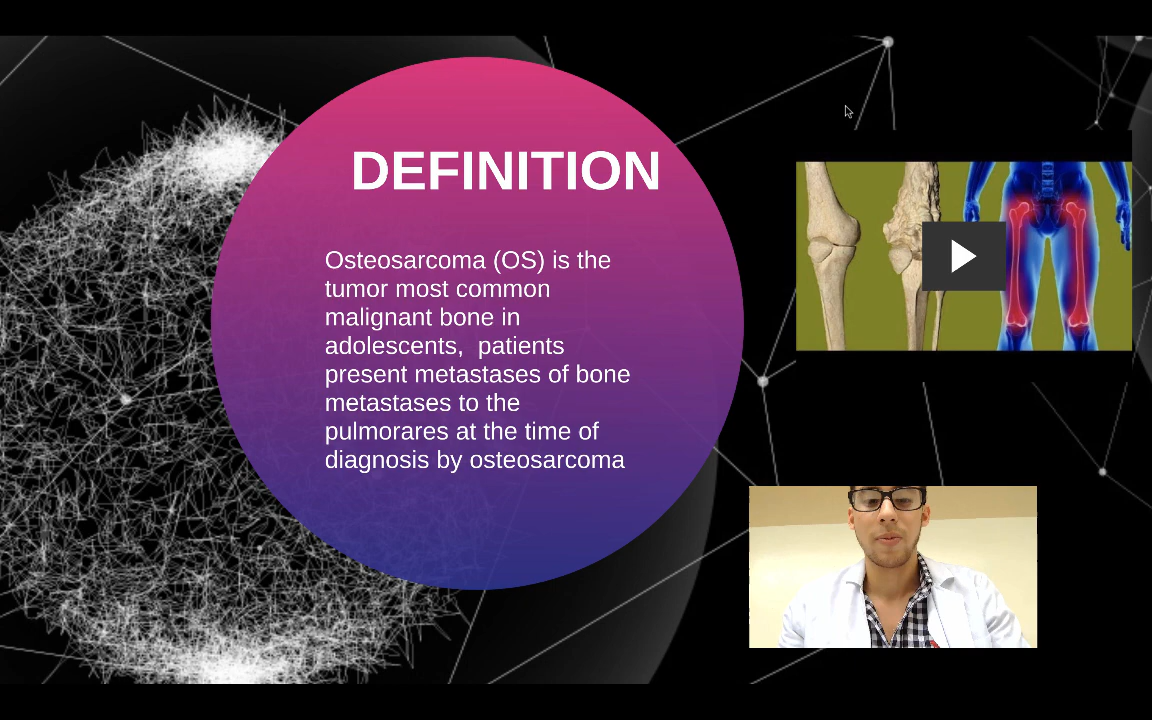 DEFINITION
Osteosarcoma (OS) is the
tumor most common
malignant bone in
adolescents,  patients
present metastases of bone
metastases to the
pulmorares at the time of
diagnosis by osteosarcoma